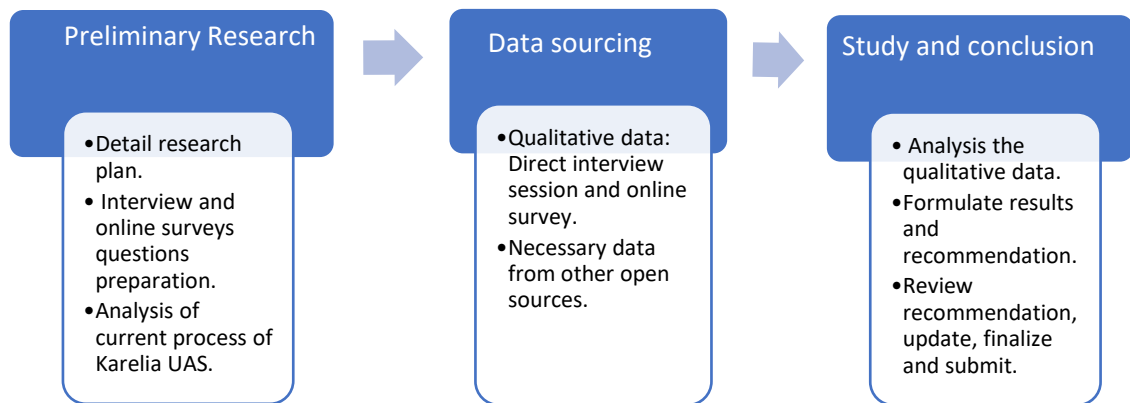 Preliminary Research
•Detail research
plan.
• Interview and
online surveys
questions
preparation.
•Analysis of
current process of
Karelia UAS.
Data sourcing
•Qualitative data:
Direct interview
session and online
survey.
•Necessary data
from other open
sources.
Study and conclusion
• Analysis the
qualitative data.
•Formulate results
and
recommendation.
•Review
recommendation,
update, finalize
and submit.